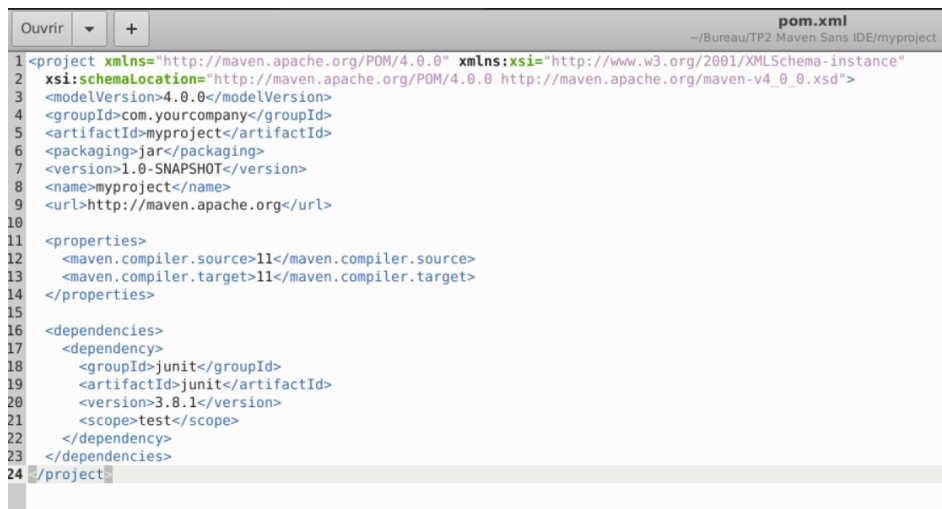 Ouvrir + pom.xml
~/Bureau/TP2 Maven Sans IDE/myproject
1 <project xmlns="http://maven.apache.org/POM/4.0.0" xmlns:xsi="http://www.w3.org/2001/XMLSchema-instance"
2   xsi:schemaLocation="http://maven.apache.org/POM/4.0.0 http://maven.apache.org/maven-v4_0_0.xsd">
3   <modelVersion>4.0.0</modelVersion>
4   <groupId>com.yourcompany</groupId>
5   <artifactId>myproject</artifactId>
6   <packaging>jar</packaging>
7   <version>1.0-SNAPSHOT</version>
8   <name>myproject</name>
9   <url>http://maven.apache.org</url>
10
11   <properties>
12     <maven.compiler.source>11</maven.compiler.source>
13     <maven.compiler.target>11</maven.compiler.target>
14   </properties>
15
16   <dependencies>
17     <dependency>
18       <groupId>junit</groupId>
19       <artifactId>junit</artifactId>
20       <version>3.8.1</version>
21       <scope>test</scope>
22     </dependency>
23   </dependencies>
24 </project>